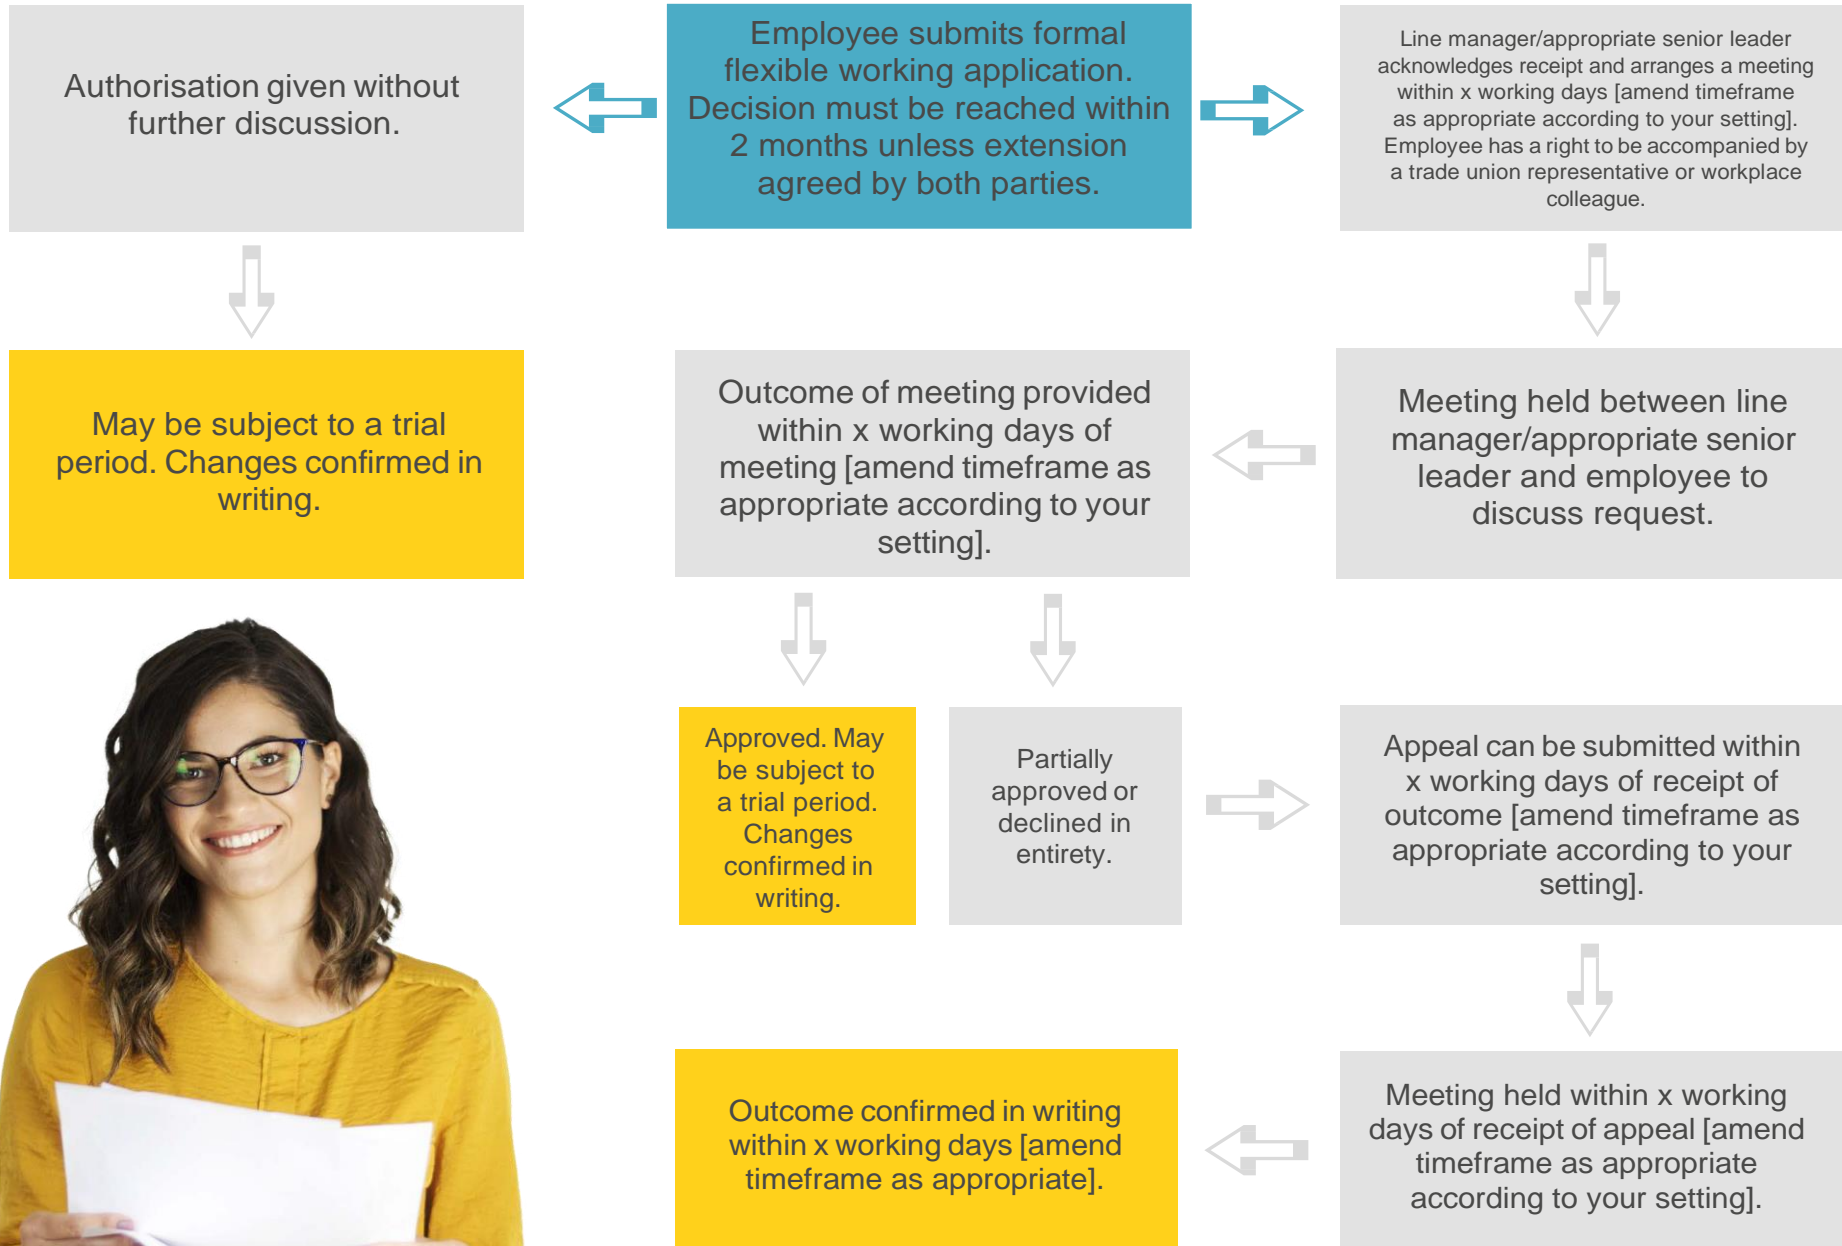 Authorisation given without
further discussion.
Employee submits formal
flexible working application.
Decision must be reached within
2 months unless extension
agreed by both parties.
Line manager/appropriate senior leader
acknowledges receipt and arranges a meeting
within x working days [amend timeframe
as appropriate according to your setting].
Employee has a right to be accompanied by
a trade union representative or workplace
colleague.
May be subject to a trial
period. Changes confirmed in
writing.
Outcome of meeting provided
within x working days of
meeting [amend timeframe as
appropriate according to your
setting].
Meeting held between line
manager/appropriate senior
leader and employee to
discuss request.
Approved. May
be subject to
a trial period.
Changes
confirmed in
writing.
Partially
approved or
declined in
entirety.
Appeal can be submitted within
x working days of receipt of
outcome [amend timeframe as
appropriate according to your
setting].
Outcome confirmed in writing
within x working days [amend
timeframe as appropriate].
Meeting held within x working
days of receipt of appeal [amend
timeframe as appropriate
according to your setting].